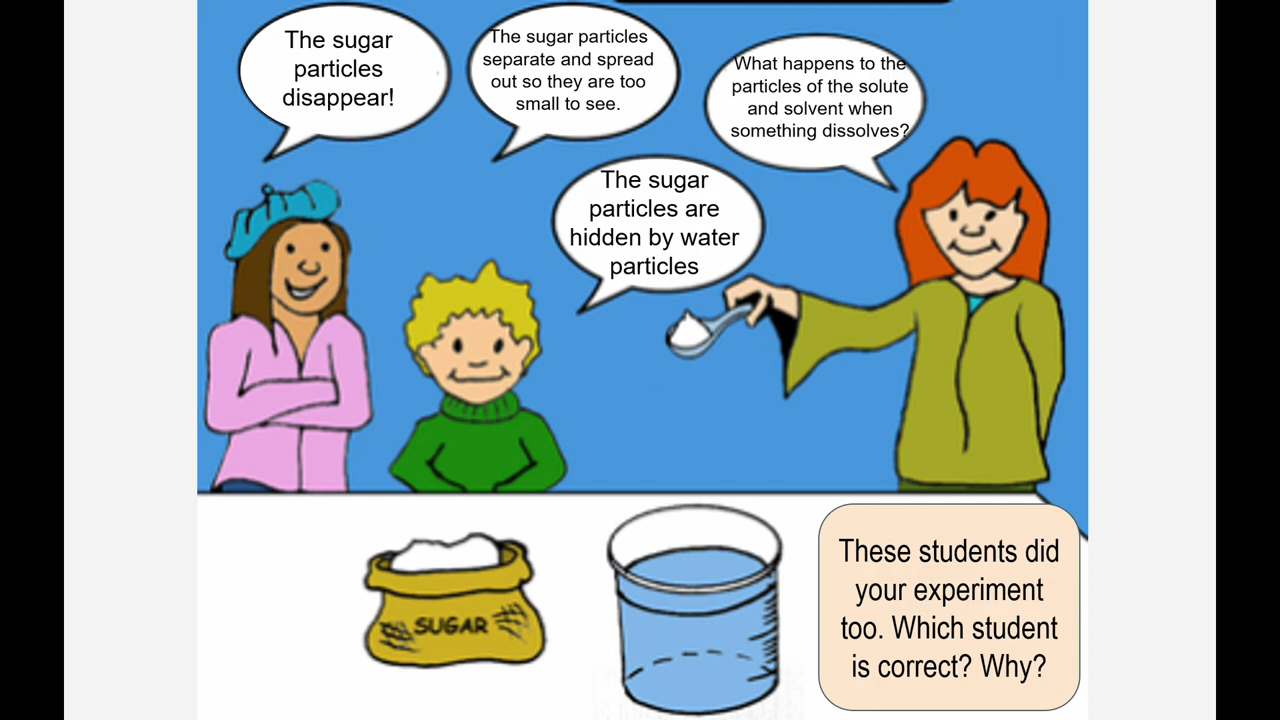 The sugar
particles
disappear!
The sugar particles
separate and spread
out so they are too
small to see.
What happens to the
particles of the solute
and solvent when
something dissolves?
The sugar
particles are
hidden by water
particles
SUGAR
These students did
your experiment
too. Which student
is correct? Why?